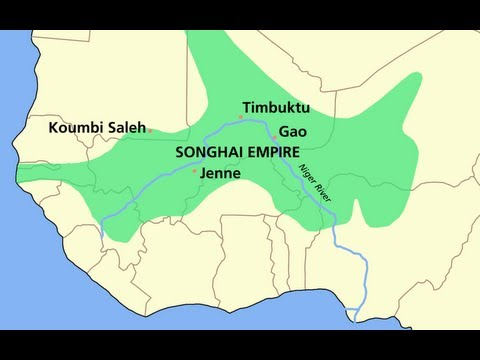 Timbuktu
Koumbi Saleh
Gao
SONGHAI EMPIRE
Jenne
Niger River